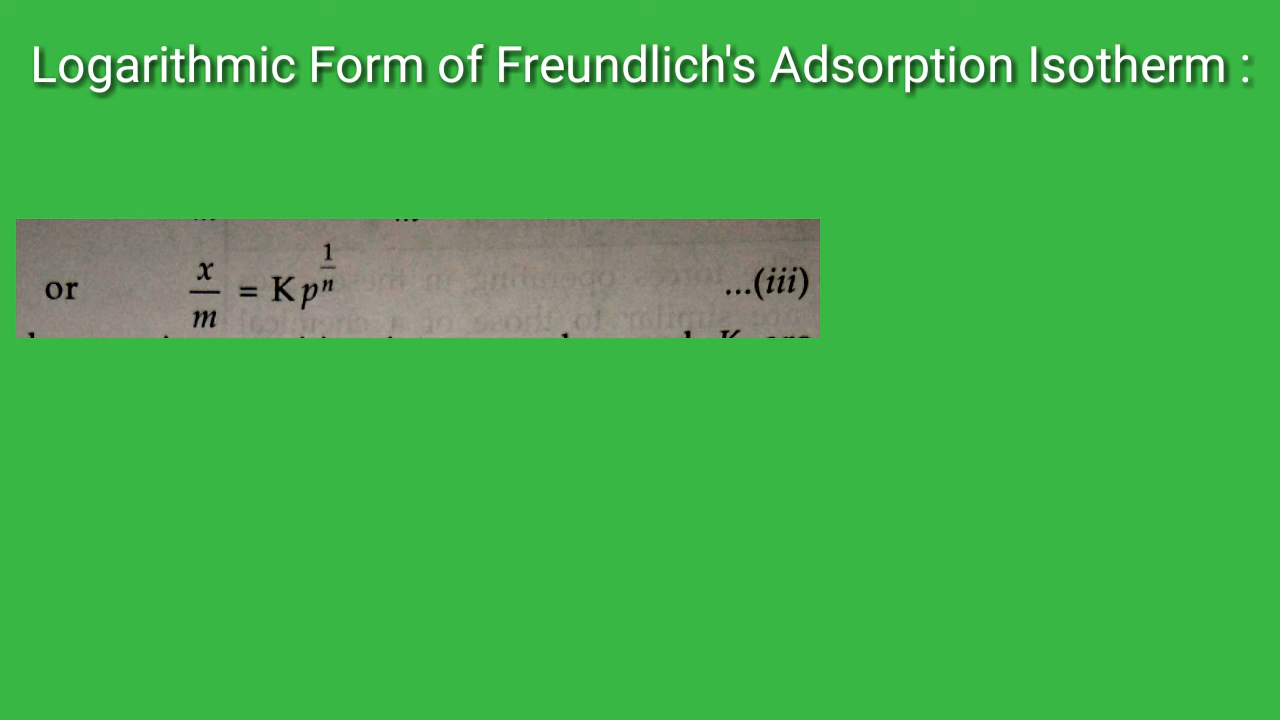 Logarithmic Form of Freundlich's Adsorption Isotherm :
or x/m = K p^(1/n) ...(iii)